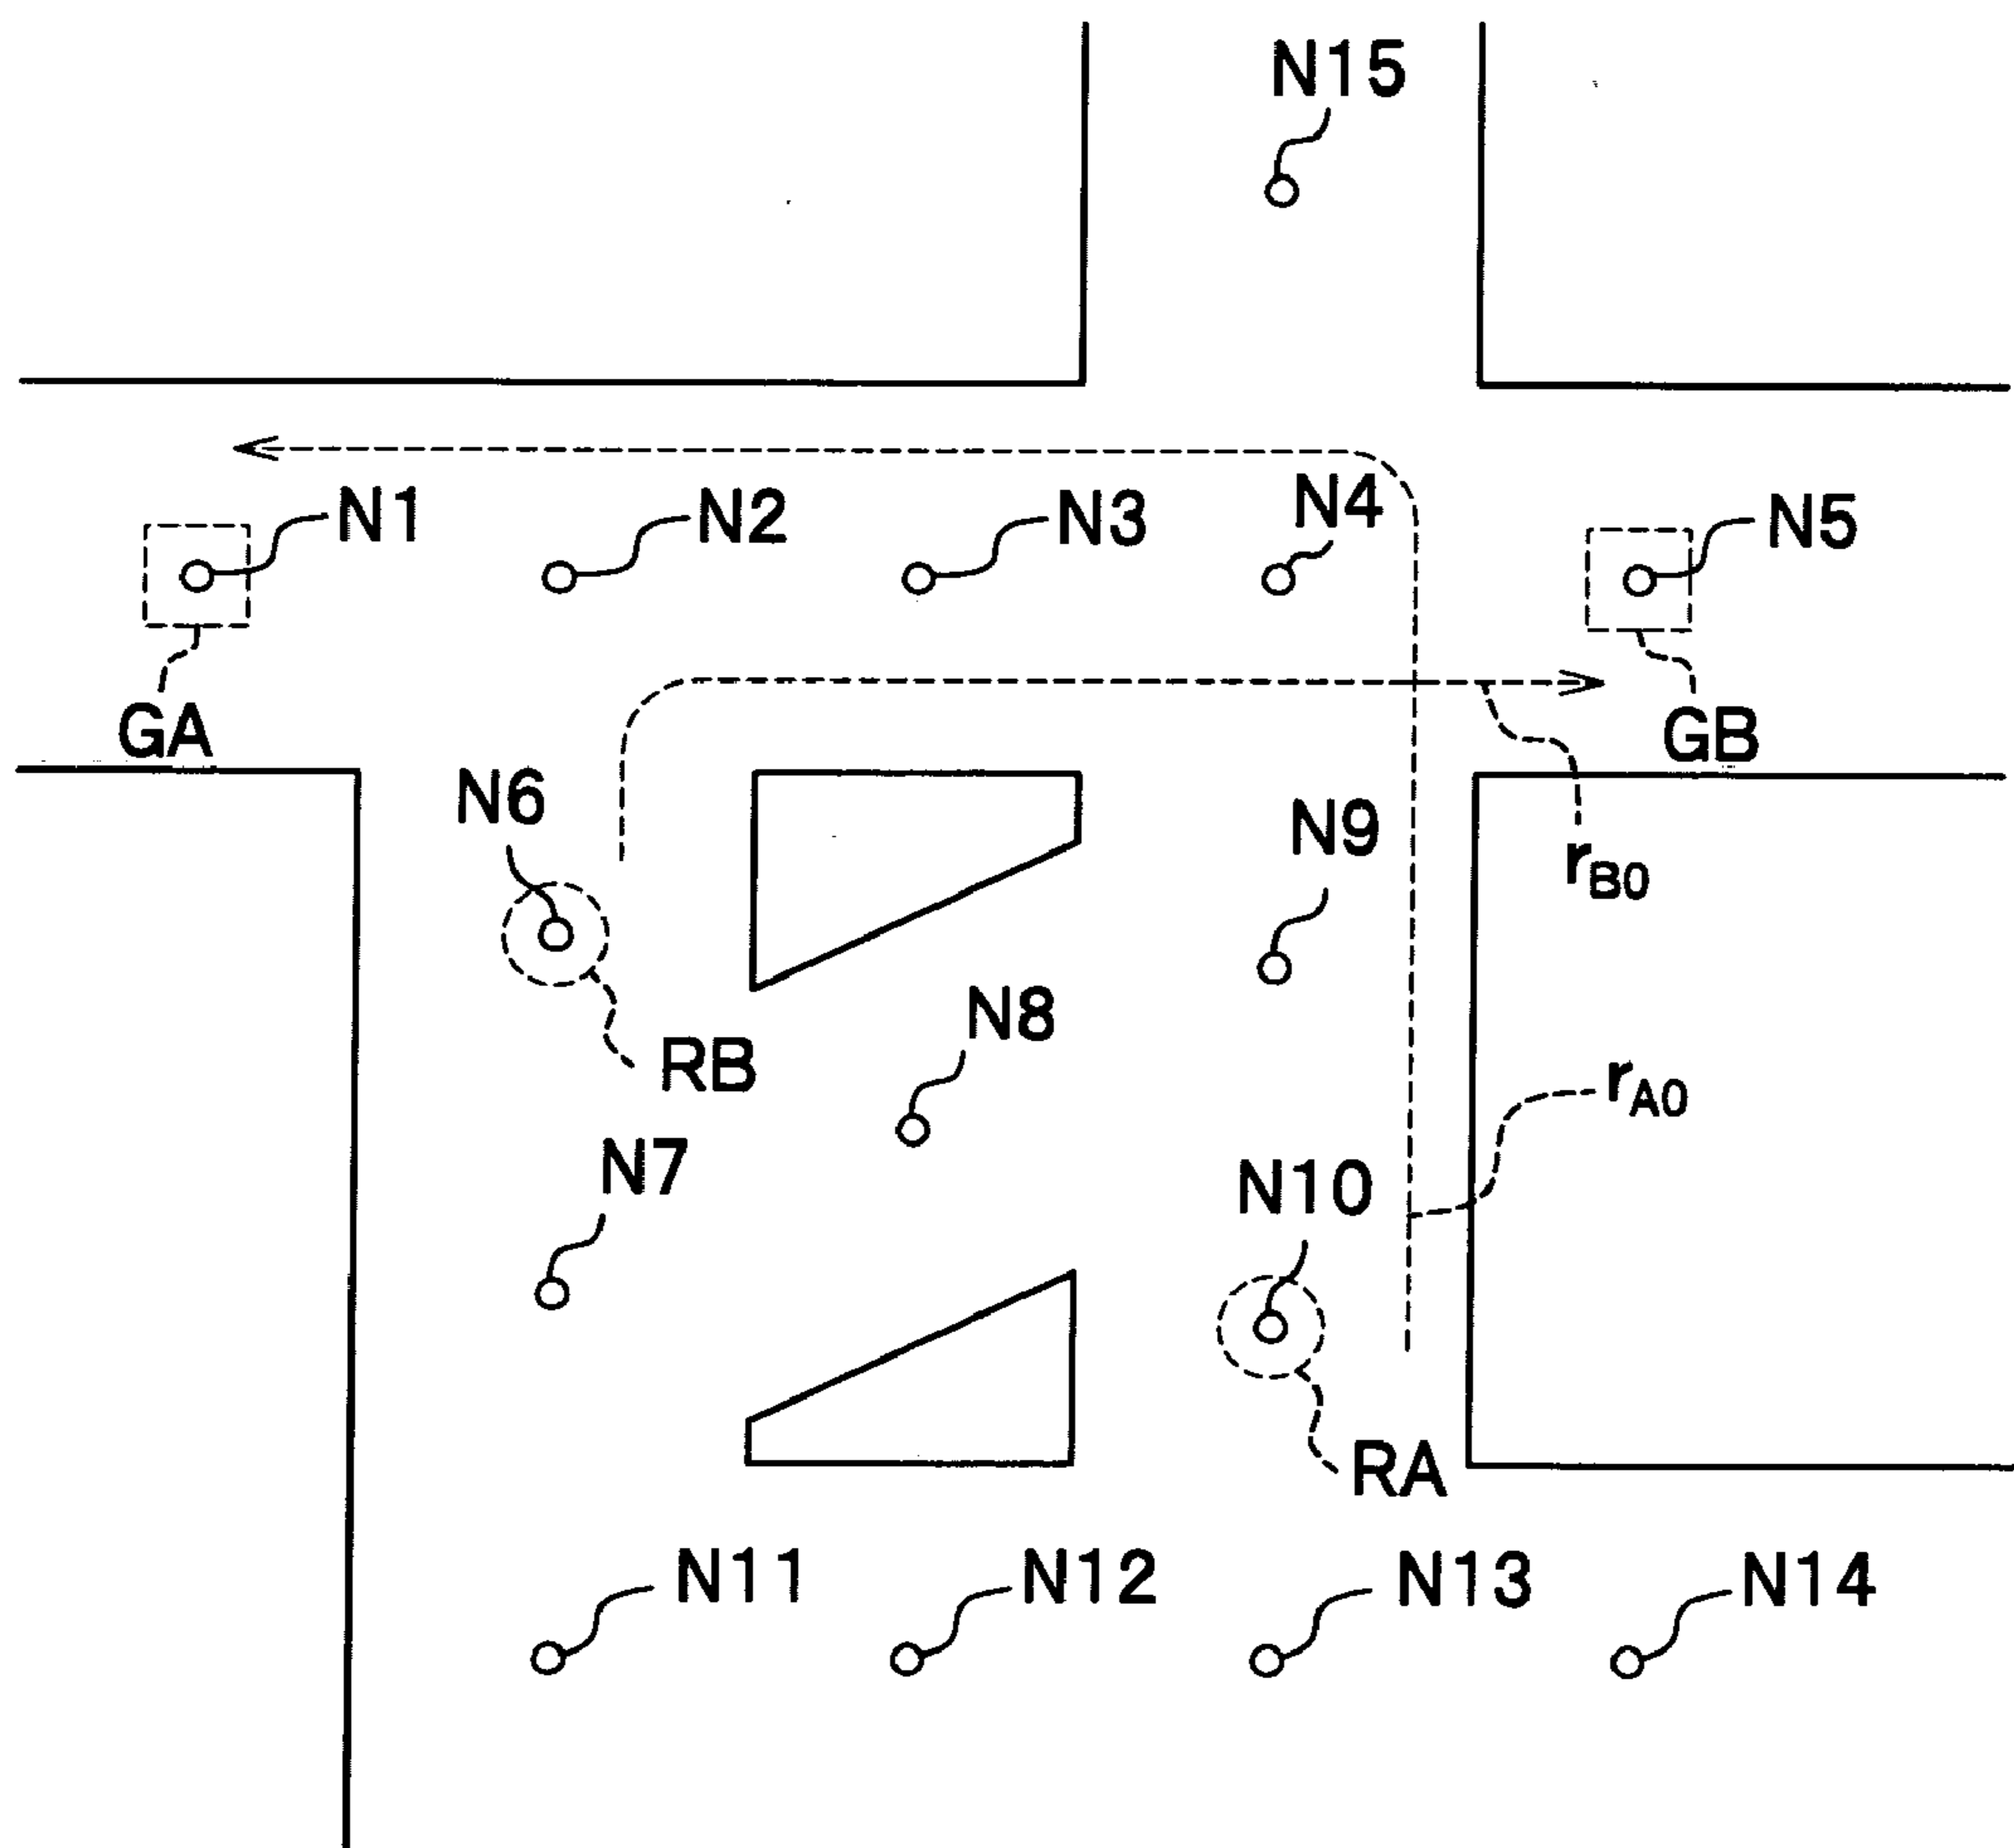 N15
N1 N2 N3 N4 N5
GA GB
N6 N9
rB0
N8
RB
rA0
N7 N10
RA
N11 N12 N13 N14